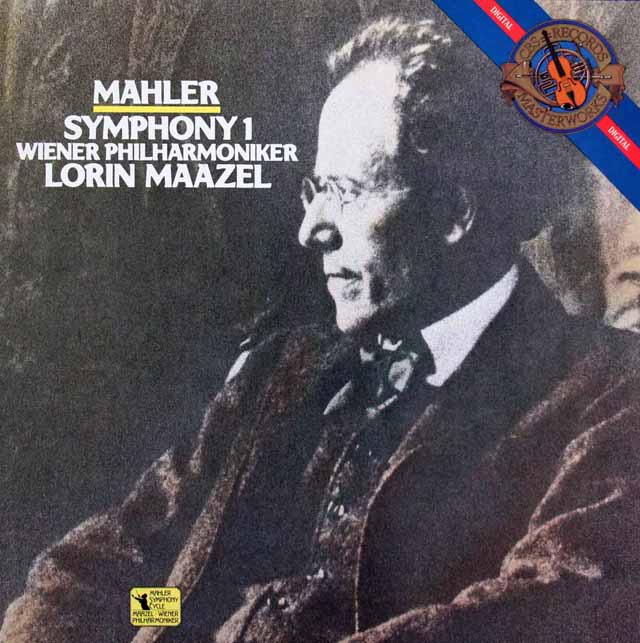 MAHLER
SYMPHONY 1
WIENER PHILHARMONIKER
LORIN MAAZEL
DIGITAL
CBS RECORDS
MASTERWORKS
DIGITAL
MAHLER
SYMPHONY
CYCLE
MAAZEL · WIENER
PHILHARMONIKER